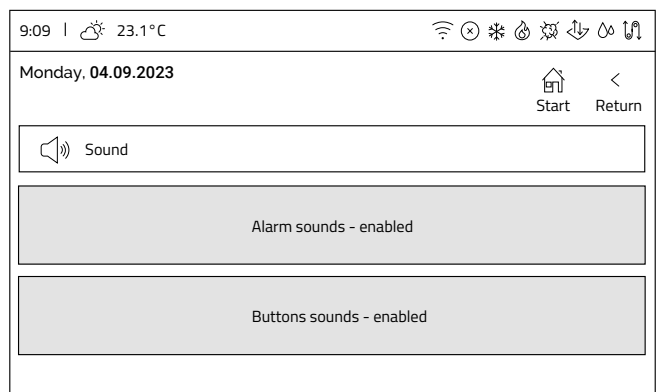 9:09 | 23.1°C
Monday, 04.09.2023
< 
Start Return
Sound
Alarm sounds - enabled
Buttons sounds - enabled